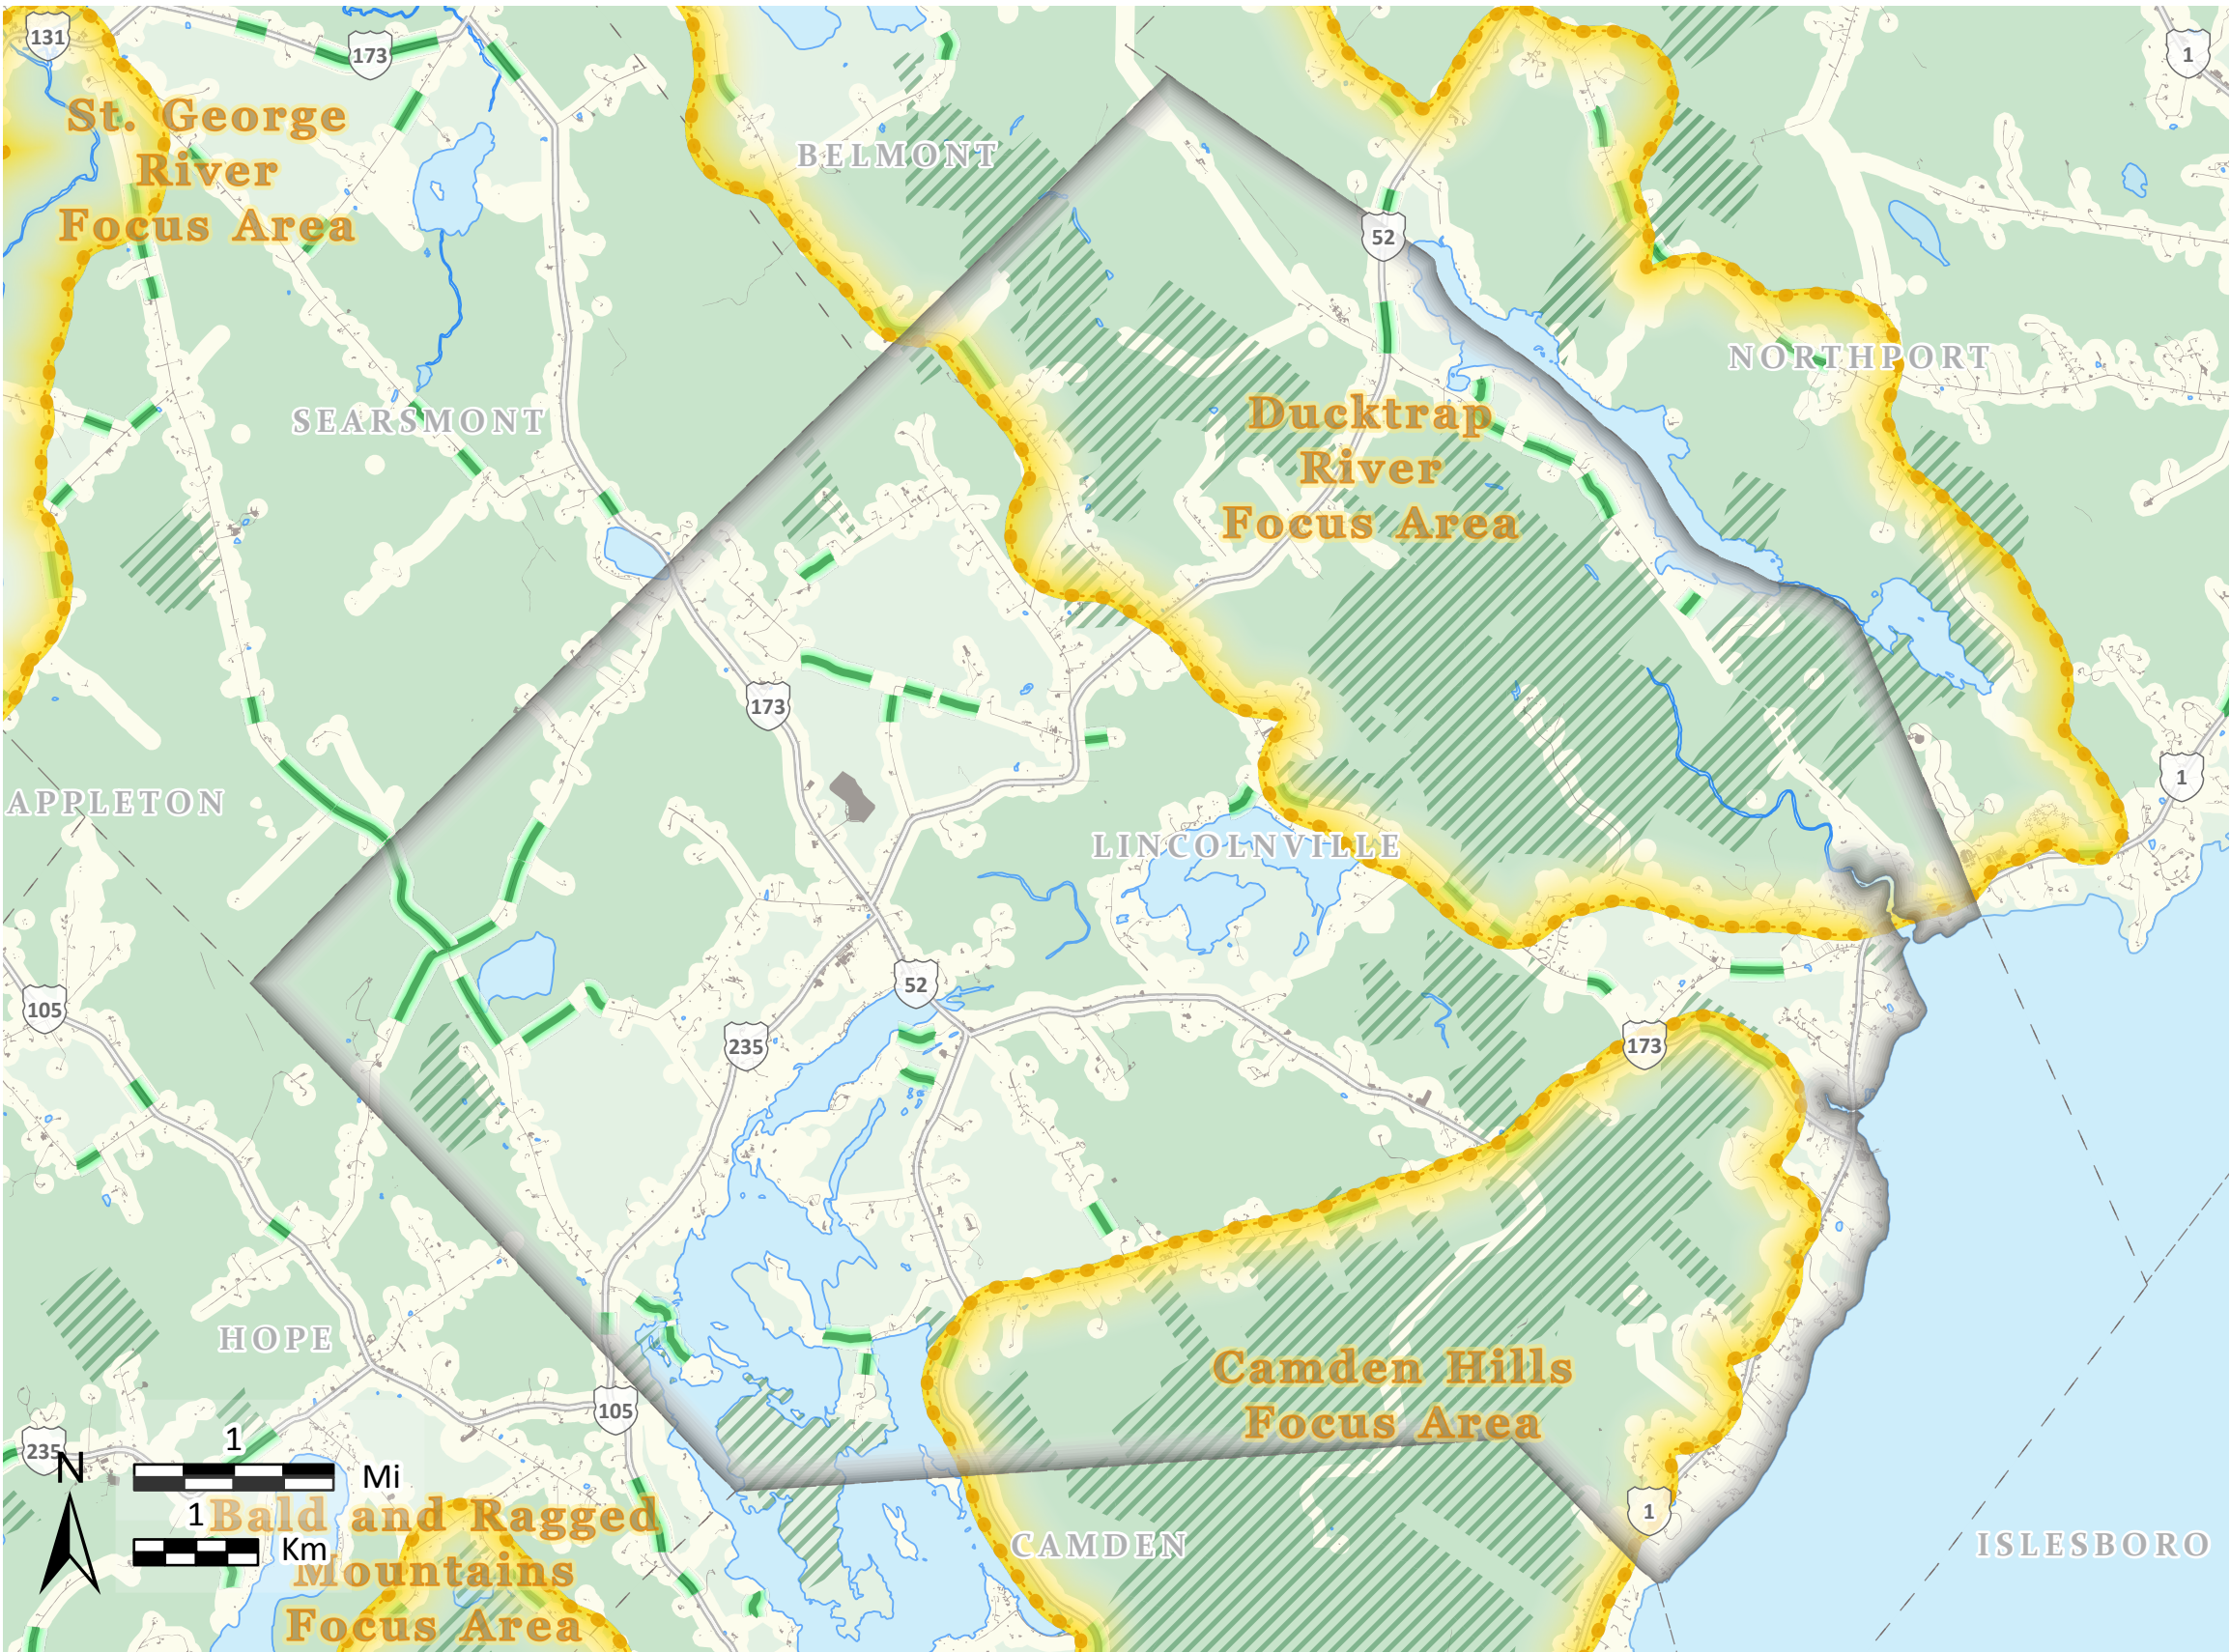 131
173
1
St. George
River
Focus Area
BELMONT
52
NORTHPORT
SEARSMONT
Ducktrap
River
Focus Area
173
1
APPLETON
LINCOLNVILLE
52
105
235
173
HOPE
Camden Hills
Focus Area
105
235
N
1
Mi
1
Km
Bald and Ragged
Mountains
Focus Area
1
CAMDEN
ISLESBORO